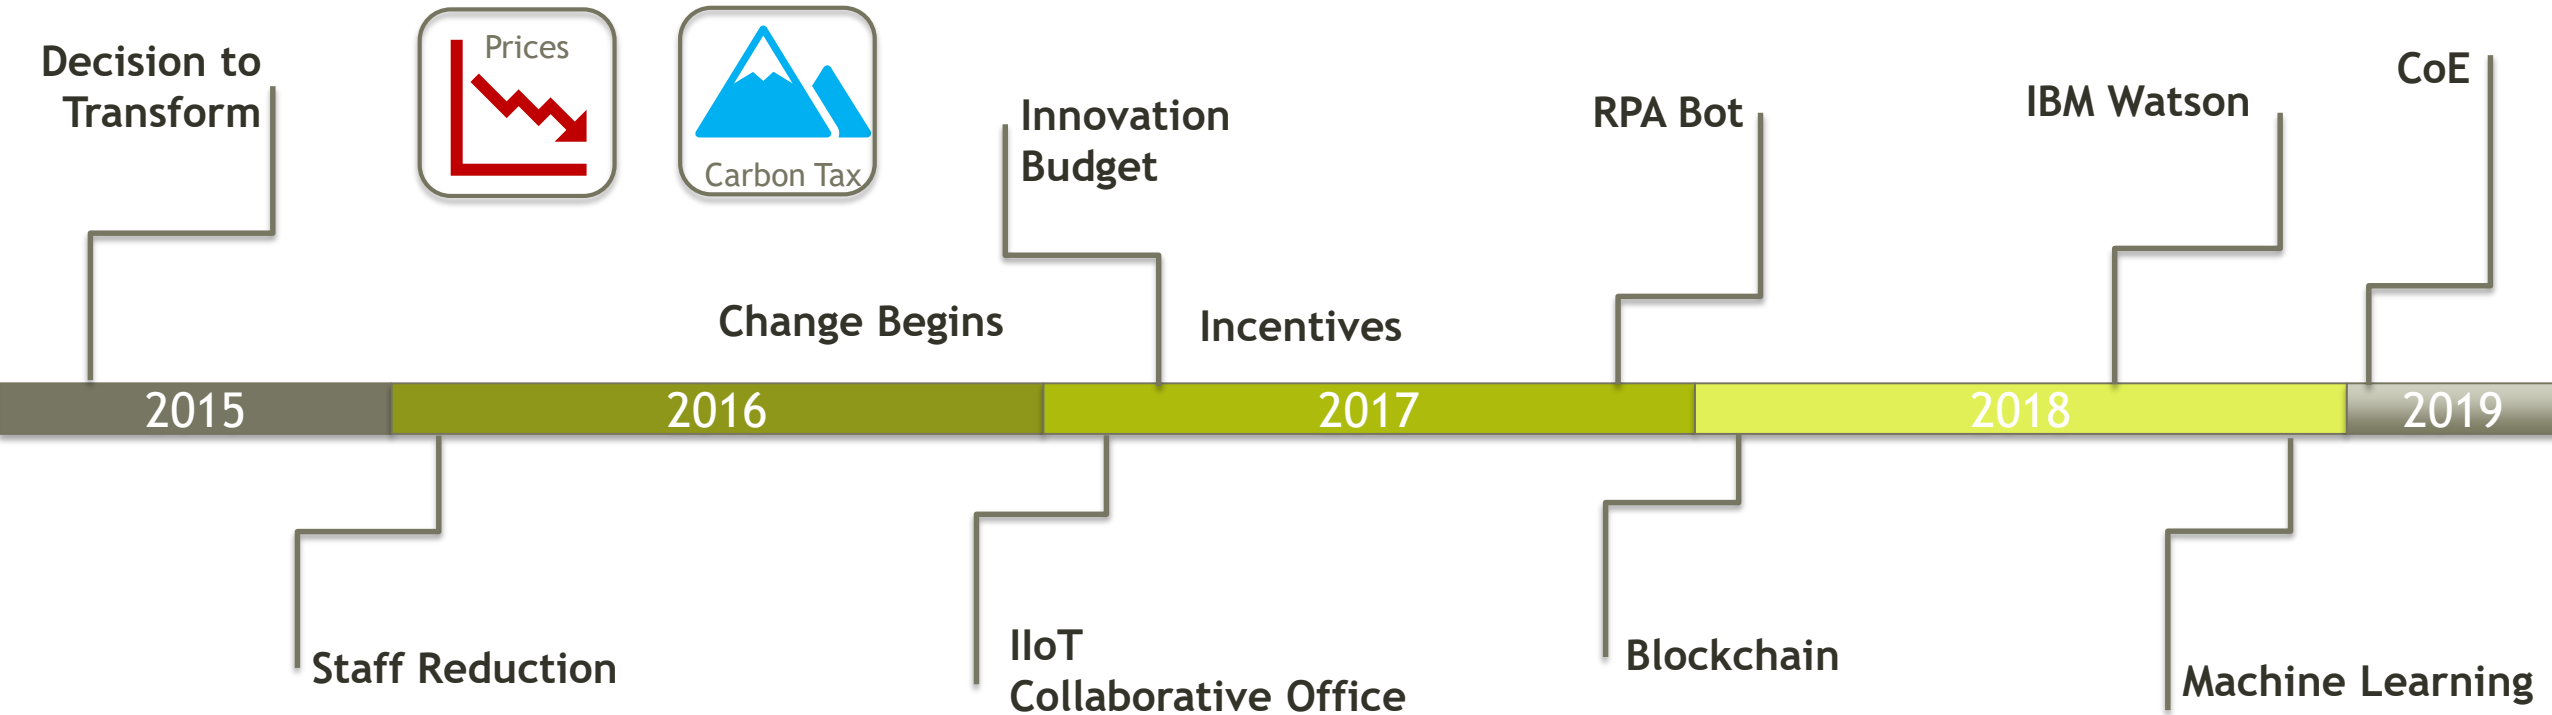 Decision to
Transform
Prices
Carbon Tax
Innovation
Budget
RPA Bot
IBM Watson
CoE
Change Begins
Incentives
2015
2016
2017
2018
2019
Staff Reduction
IIoT
Collaborative Office
Blockchain
Machine Learning